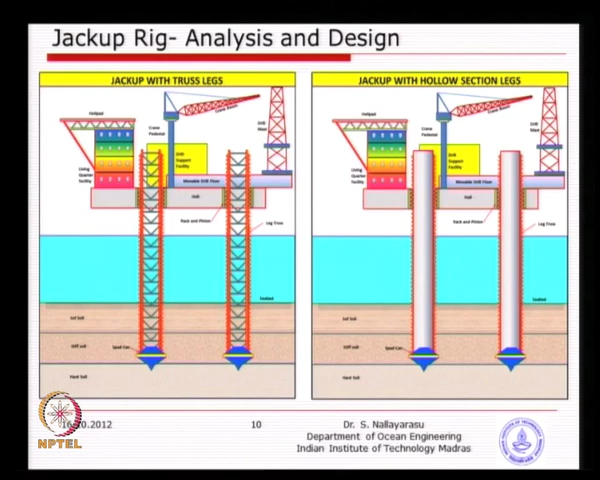 Jackup Rig- Analysis and Design
JACKUP WITH TRUSS LEGS
Helipad
Crane Pedestal
Crane Boom
Drill Mast
Drill Support Facility
Living Quarter Facility
Movable Drill Floor
Hull
Rack and Pinion
Leg Truss
Seabed
Soft Soil
Stiff soil
Spud Can
Hard Soil
JACKUP WITH HOLLOW SECTION LEGS
Helipad
Crane Pedestal
Crane Boom
Drill Mast
Drill Support Facility
Living Quarter Facility
Movable Drill Floor
Hull
Rack and Pinion
Leg Truss
Seabed
Stiff soil
Spud Can
Hard Soil
10
Dr. S. Nallayarasu
Department of Ocean Engineering
Indian Institute of Technology Madras
NPTEL